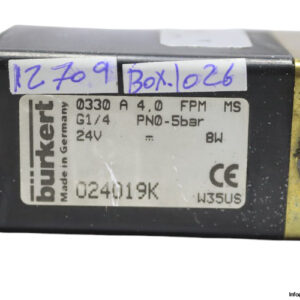 12709
BOX.1026
bürkert
Made in Germany
0330 A 4,0 FPM MS
G1/4 PN0-5bar
24V ⎓ 8W
024019K
CE
W35US